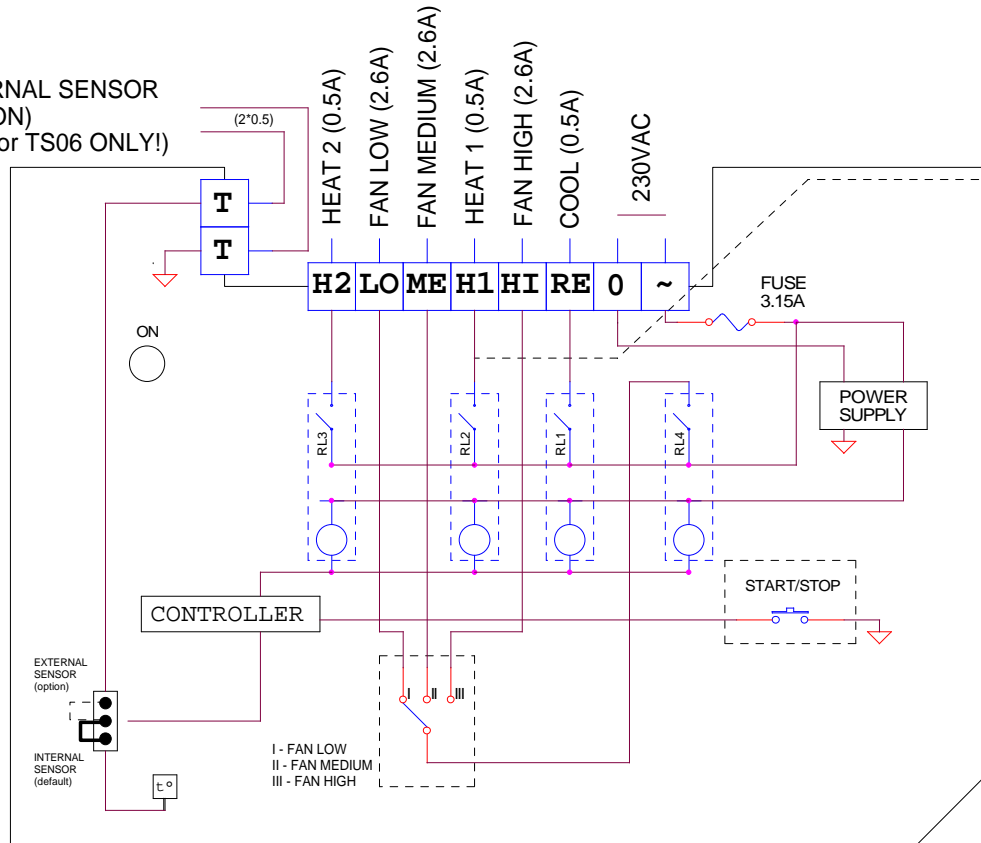 RNAL SENSOR
ON)
or TS06 ONLY!)
(2*0.5)
HEAT 2 (0.5A)
FAN LOW (2.6A)
FAN MEDIUM (2.6A)
HEAT 1 (0.5A)
FAN HIGH (2.6A)
COOL (0.5A)
230VAC
T
T
H2 LO ME H1 HI RE 0 ~
FUSE
3.15A
ON
POWER
SUPPLY
RL3
RL2
RL1
RL4
START/STOP
CONTROLLER
EXTERNAL
SENSOR
(option)
INTERNAL
SENSOR
(default)
t°
I II III
I - FAN LOW
II - FAN MEDIUM
III - FAN HIGH